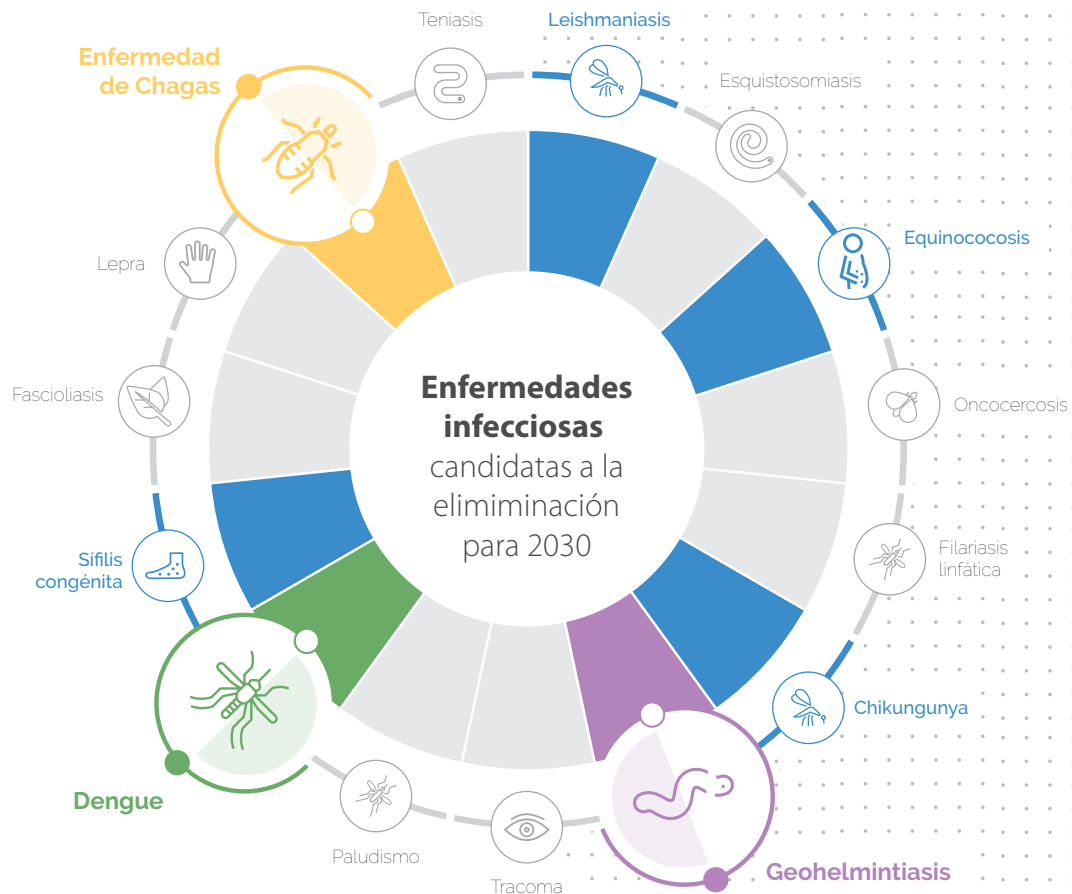 Teniasis
Leishmaniasis
Enfermedad
de Chagas
Esquistosomiasis
Equinococosis
Lepra
Fascioliasis
Oncocercosis
Enfermedades
infecciosas
candidatas a la
elimiminación
para 2030
Sífilis
congénita
Filariasis
linfática
Chikungunya
Dengue
Paludismo
Tracoma
Geohelmintiasis